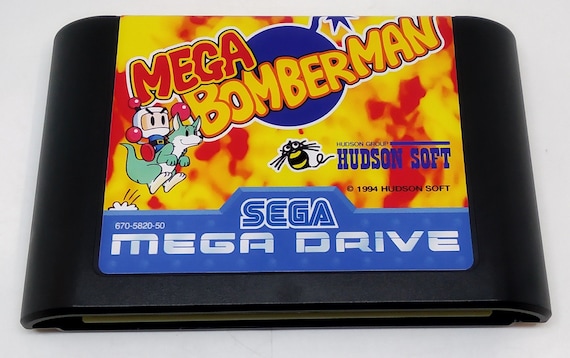 MEGA
BOMBERMAN
HUDSON GROUP
HUDSON SOFT
© 1994 HUDSON SOFT
670-5820-50
SEGA
MEGA DRIVE